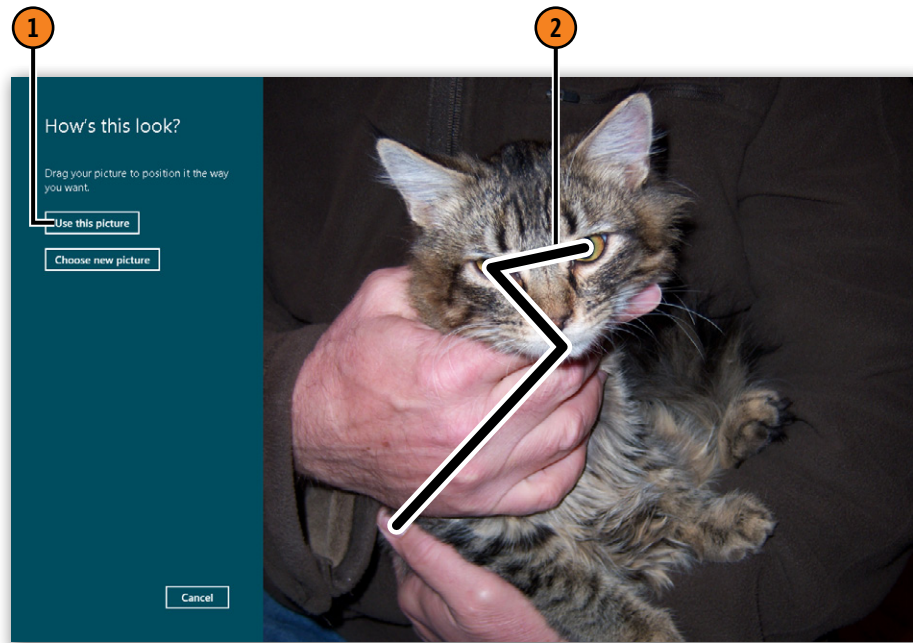 1
2
How's this look?
Drag your picture to position it the way
you want.
Use this picture
Choose new picture
Cancel